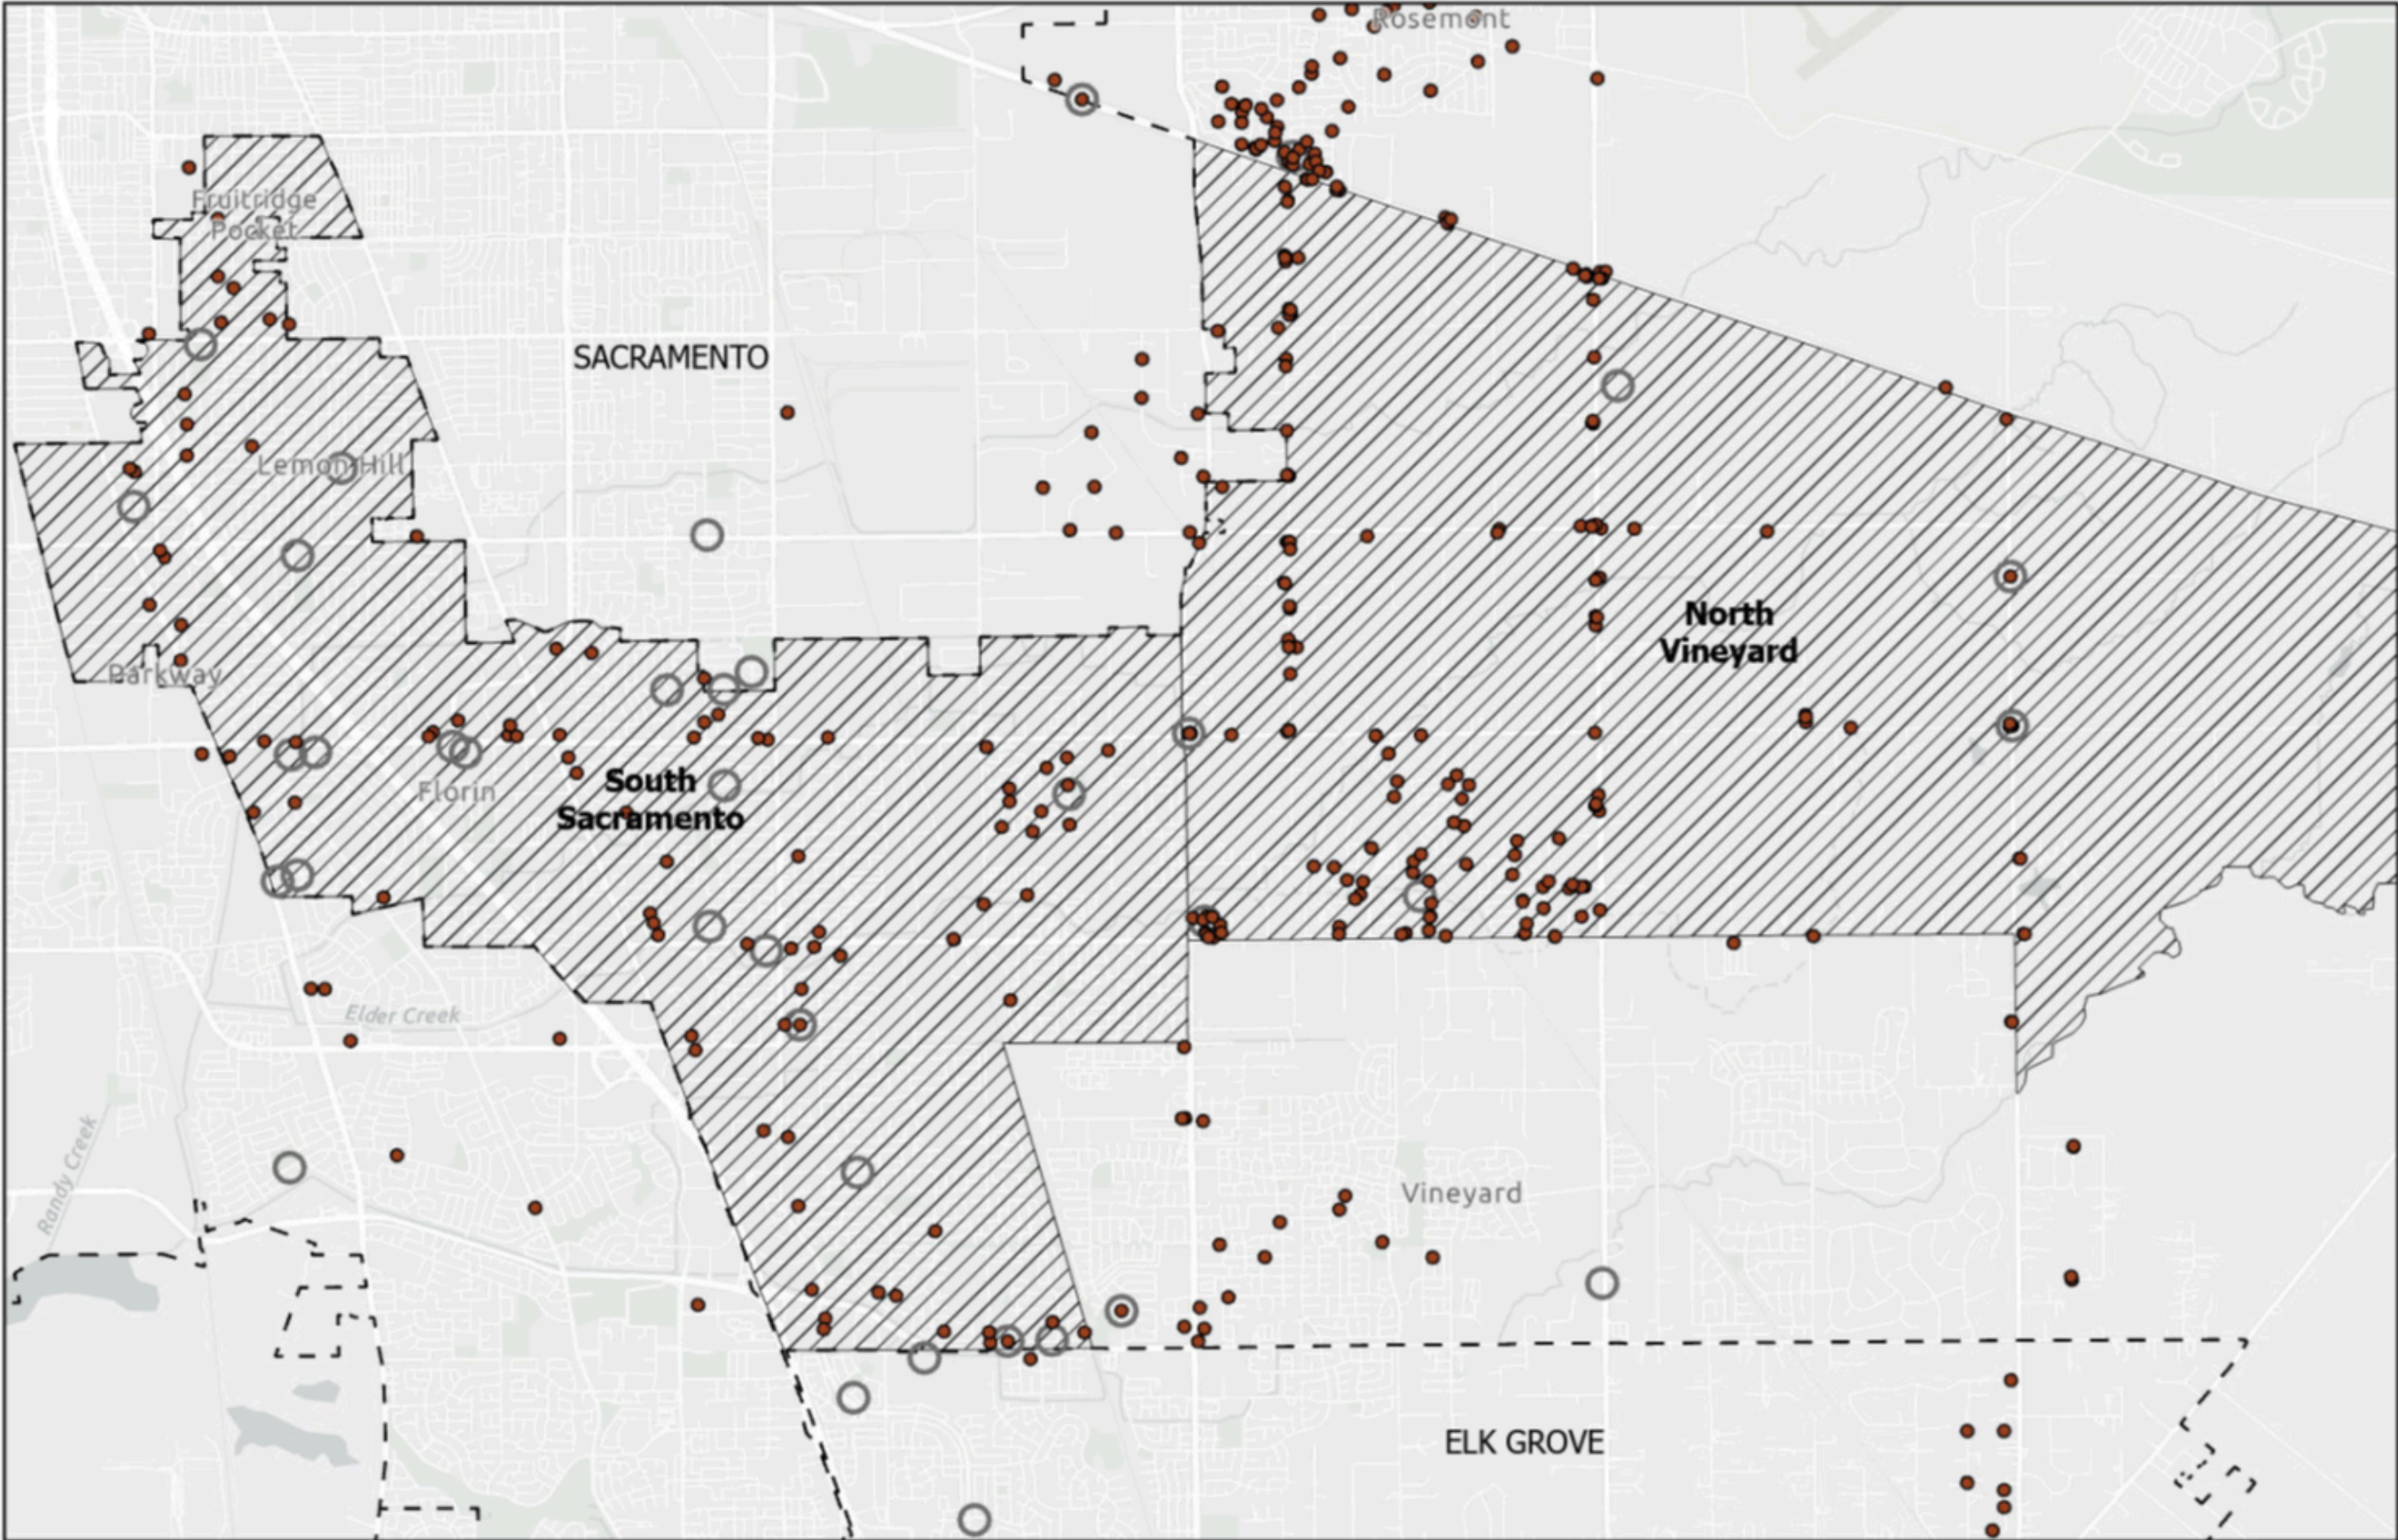 Rosemont
Fruitridge
Pocket
SACRAMENTO
Lemon Hill
North
Vineyard
Parkway
South
Sacramento
Florin
Elder Creek
Randy Creek
Vineyard
ELK GROVE